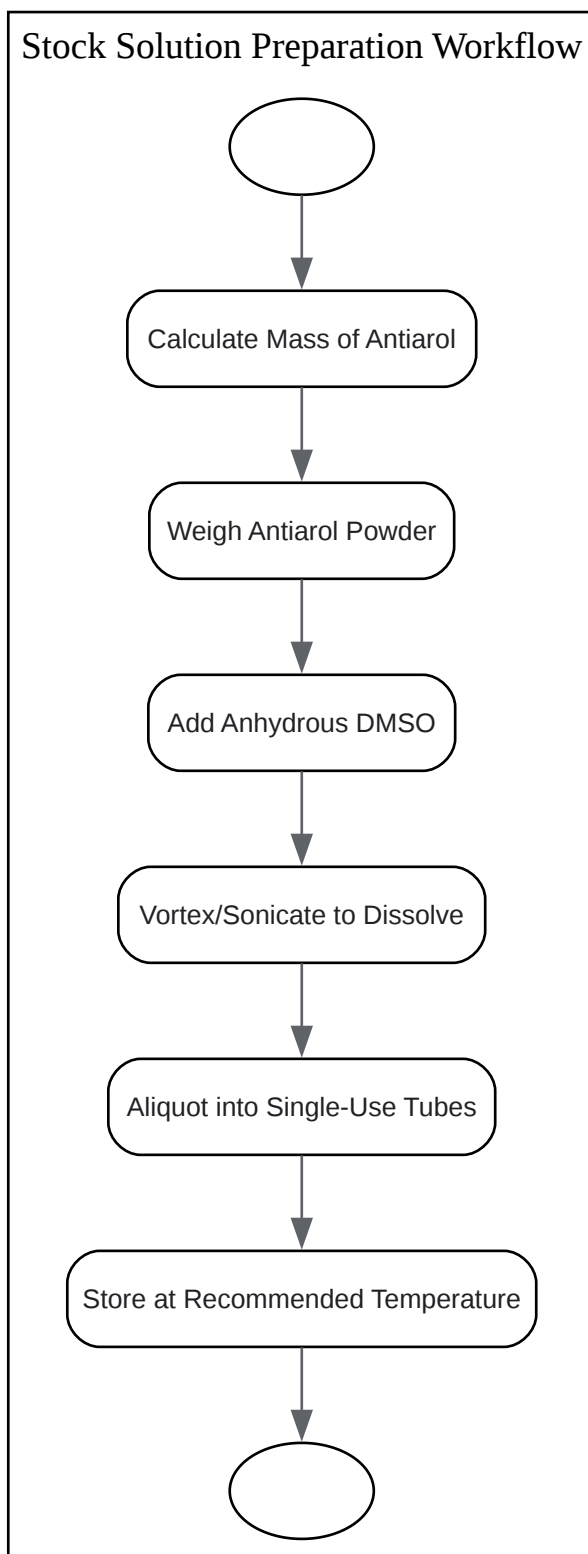 Stock Solution Preparation Workflow
Calculate Mass of Antiarol
Weigh Antiarol Powder
Add Anhydrous DMSO
Vortex/Sonicate to Dissolve
Aliquot into Single-Use Tubes
Store at Recommended Temperature